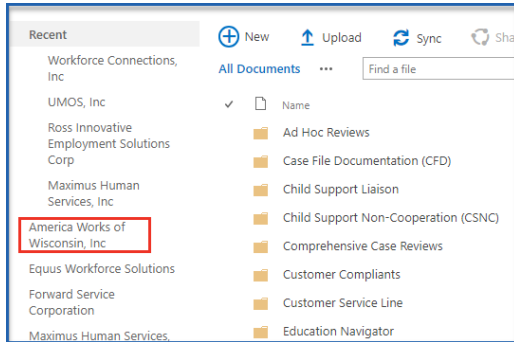 Recent
Workforce Connections,
Inc
UMOS, Inc
Ross Innovative
Employment Solutions
Corp
Maximus Human
Services, Inc
America Works of
Wisconsin, Inc
Equus Workforce Solutions
Forward Service
Corporation
Maximus Human Services,
New Upload Sync Sha
All Documents ••• Find a file
Name
Ad Hoc Reviews
Case File Documentation (CFD)
Child Support Liaison
Child Support Non-Cooperation (CSNC)
Comprehensive Case Reviews
Customer Compliants
Customer Service Line
Education Navigator